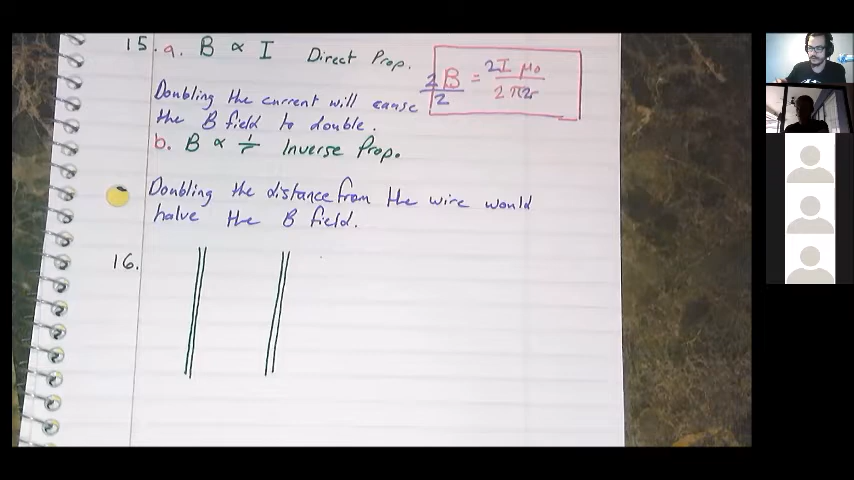 15. a. B ∝ I Direct Prop.
2B/2 = 2I μ0 / 2π2r
Doubling the current will cause
the B field to double.
b. B ∝ 1/r Inverse Prop.
Doubling the distance from the wire would
halve the B field.
16.